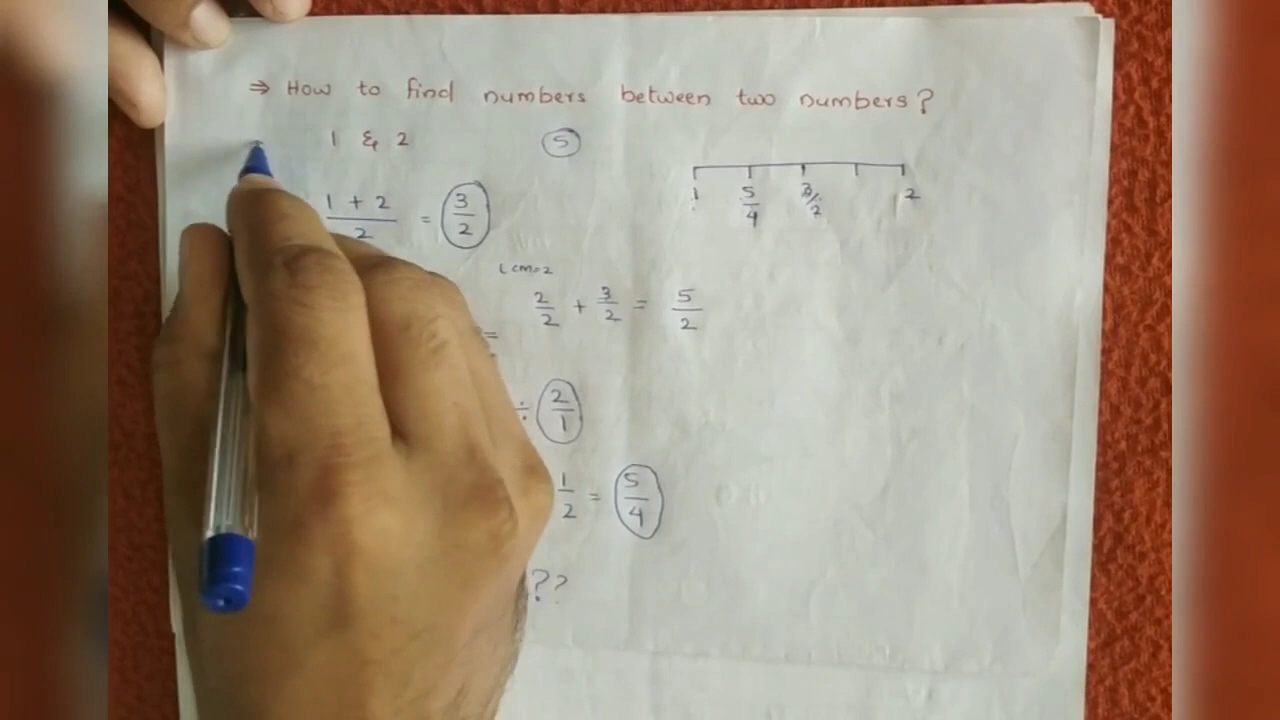 ⇒ How to find numbers between two numbers?
1 & 2 5
1 5/4 3/2 2
(1 + 2)/2 = 3/2
LCM=2
2/2 + 3/2 = 5/2
=
÷ 2/1
1/2 = 5/4
??